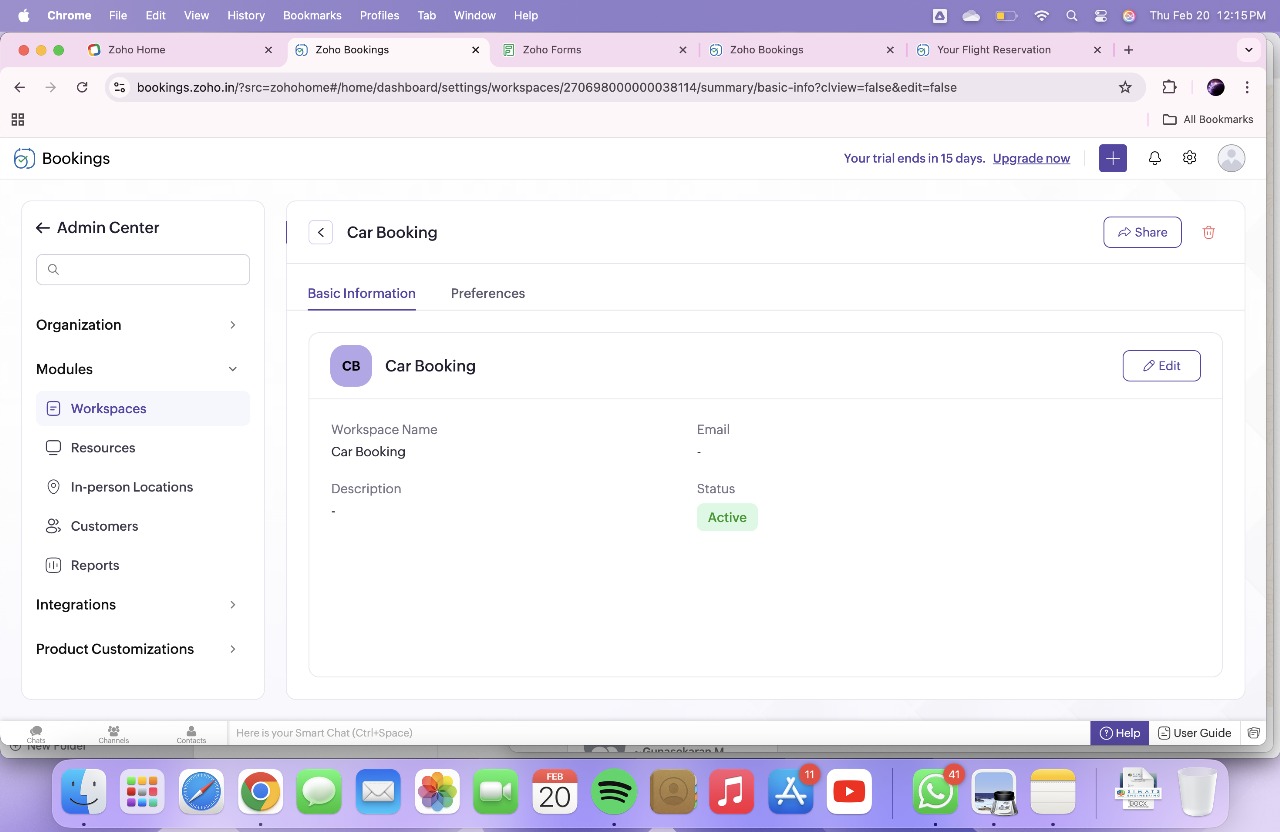 Chrome File Edit View History Bookmarks Profiles Tab Window Help Thu Feb 20 12:15 PM
Zoho Home Zoho Bookings Zoho Forms Zoho Bookings Your Flight Reservation
bookings.zoho.in/?src=zohohome#/home/dashboard/settings/workspaces/270698000000038114/summary/basic-info?clview=false&edit=false
All Bookmarks
Bookings Your trial ends in 15 days. Upgrade now
Admin Center
Organization
Modules
Workspaces
Resources
In-person Locations
Customers
Reports
Integrations
Product Customizations
Car Booking Share
Basic Information Preferences
CB Car Booking Edit
Workspace Name Email
Car Booking -
Description Status
- Active
Chats Channels Contacts Here is your Smart Chat (Ctrl+Space) Help User Guide
New Folder Gunasekaran M
FEB
20
11
41
DOCX